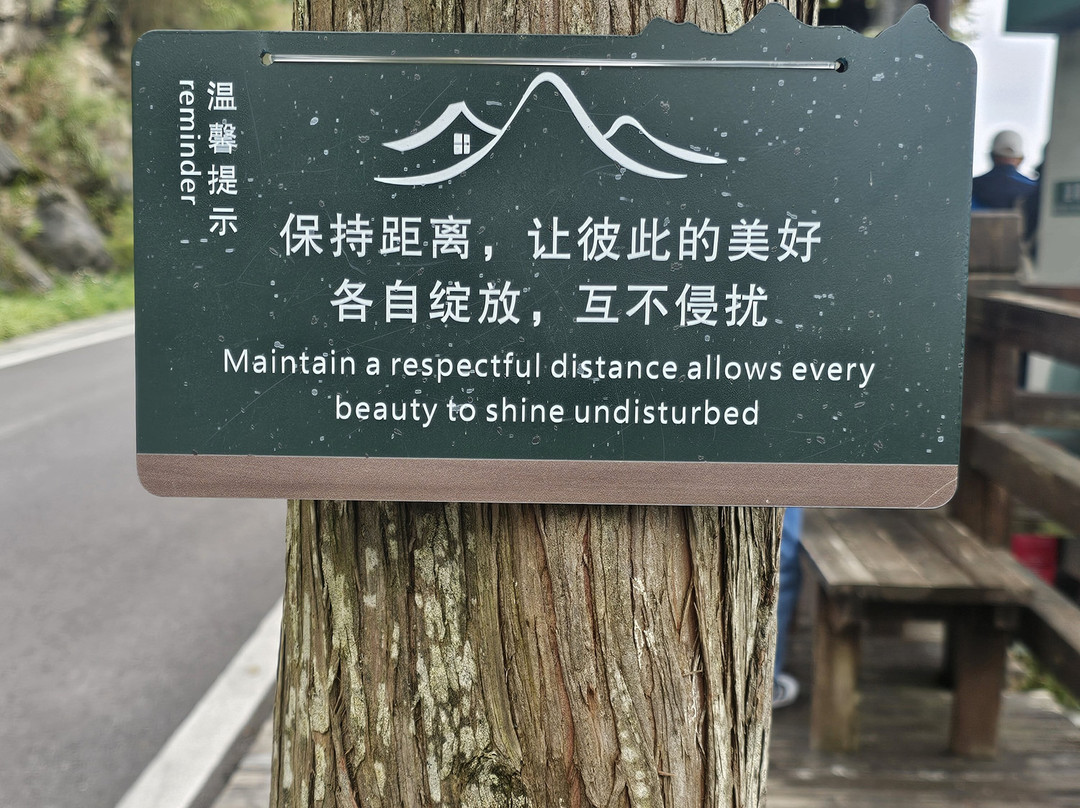 温馨提示
reminder
保持距离，让彼此的美好
各自绽放，互不侵扰
Maintain a respectful distance allows every
beauty to shine undisturbed